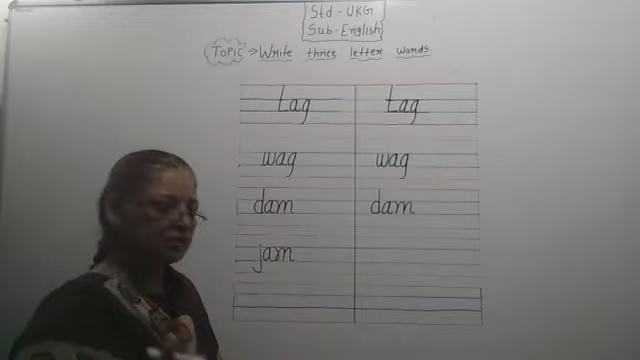 Std - UKG
Sub-English
TOPIC → Write three letter words
tag tag
wag wag
dam dam
jam